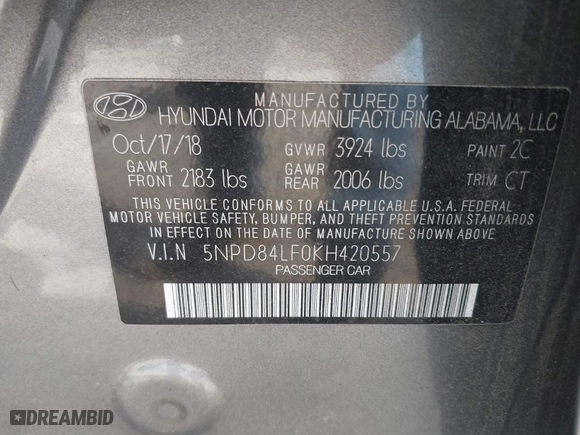 MANUFACTURED BY
HYUNDAI MOTOR MANUFACTURING ALABAMA, LLC
Oct/17/18 GVWR 3924 lbs PAINT 2C
GAWR FRONT 2183 lbs GAWR REAR 2006 lbs TRIM CT
THIS VEHICLE CONFORMS TO ALL APPLICABLE U.S.A. FEDERAL
MOTOR VEHICLE SAFETY, BUMPER, AND THEFT PREVENTION STANDARDS
IN EFFECT ON THE DATE OF MANUFACTURE SHOWN ABOVE.
V.I.N 5NPD84LF0KH420557
PASSENGER CAR
DREAMBID